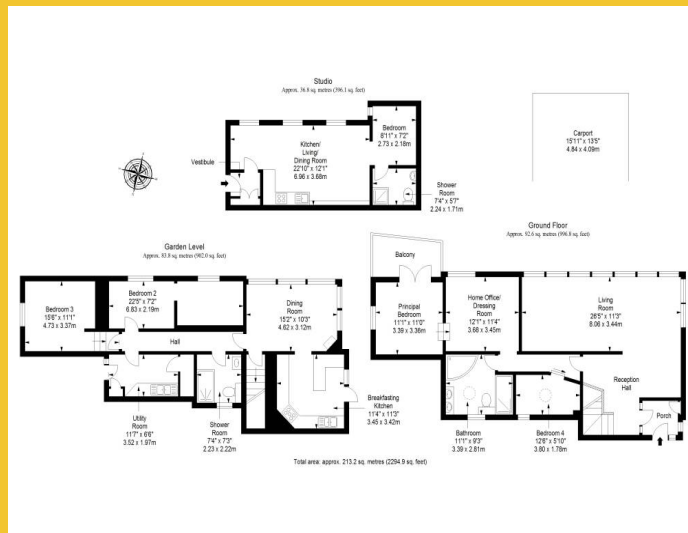 Studio
Approx. 36.8 sq. metres (396.1 sq. feet)
Bedroom
8'11" x 7'2"
2.73 x 2.18m
Kitchen/
Living/
Dining Room
22'10" x 12'1"
6.96 x 3.68m
Vestibule
Shower
Room
7'4" x 5'7"
2.24 x 1.71m
Carport
15'11" x 13'5"
4.84 x 4.09m
Garden Level
Approx. 83.8 sq. metres (902.0 sq. feet)
Bedroom 3
15'6" x 11'1"
4.73 x 3.37m
Bedroom 2
22'5" x 7'2"
6.83 x 2.19m
Dining
Room
15'2" x 10'3"
4.62 x 3.12m
Hall
Utility
Room
11'7" x 6'6"
3.52 x 1.97m
Shower
Room
7'4" x 7'3"
2.23 x 2.22m
Breakfasting
Kitchen
11'4" x 11'3"
3.45 x 3.42m
Ground Floor
Approx. 92.6 sq. metres (996.8 sq. feet)
Balcony
Principal
Bedroom
11'1" x 11'0"
3.39 x 3.36m
Home Office/
Dressing
Room
12'1" x 11'4"
3.68 x 3.45m
Living
Room
26'5" x 11'3"
8.06 x 3.44m
Reception
Hall
Porch
Bathroom
11'1" x 9'3"
3.39 x 2.81m
Bedroom 4
12'6" x 5'10"
3.80 x 1.78m
Total area: approx. 213.2 sq. metres (2294.9 sq. feet)